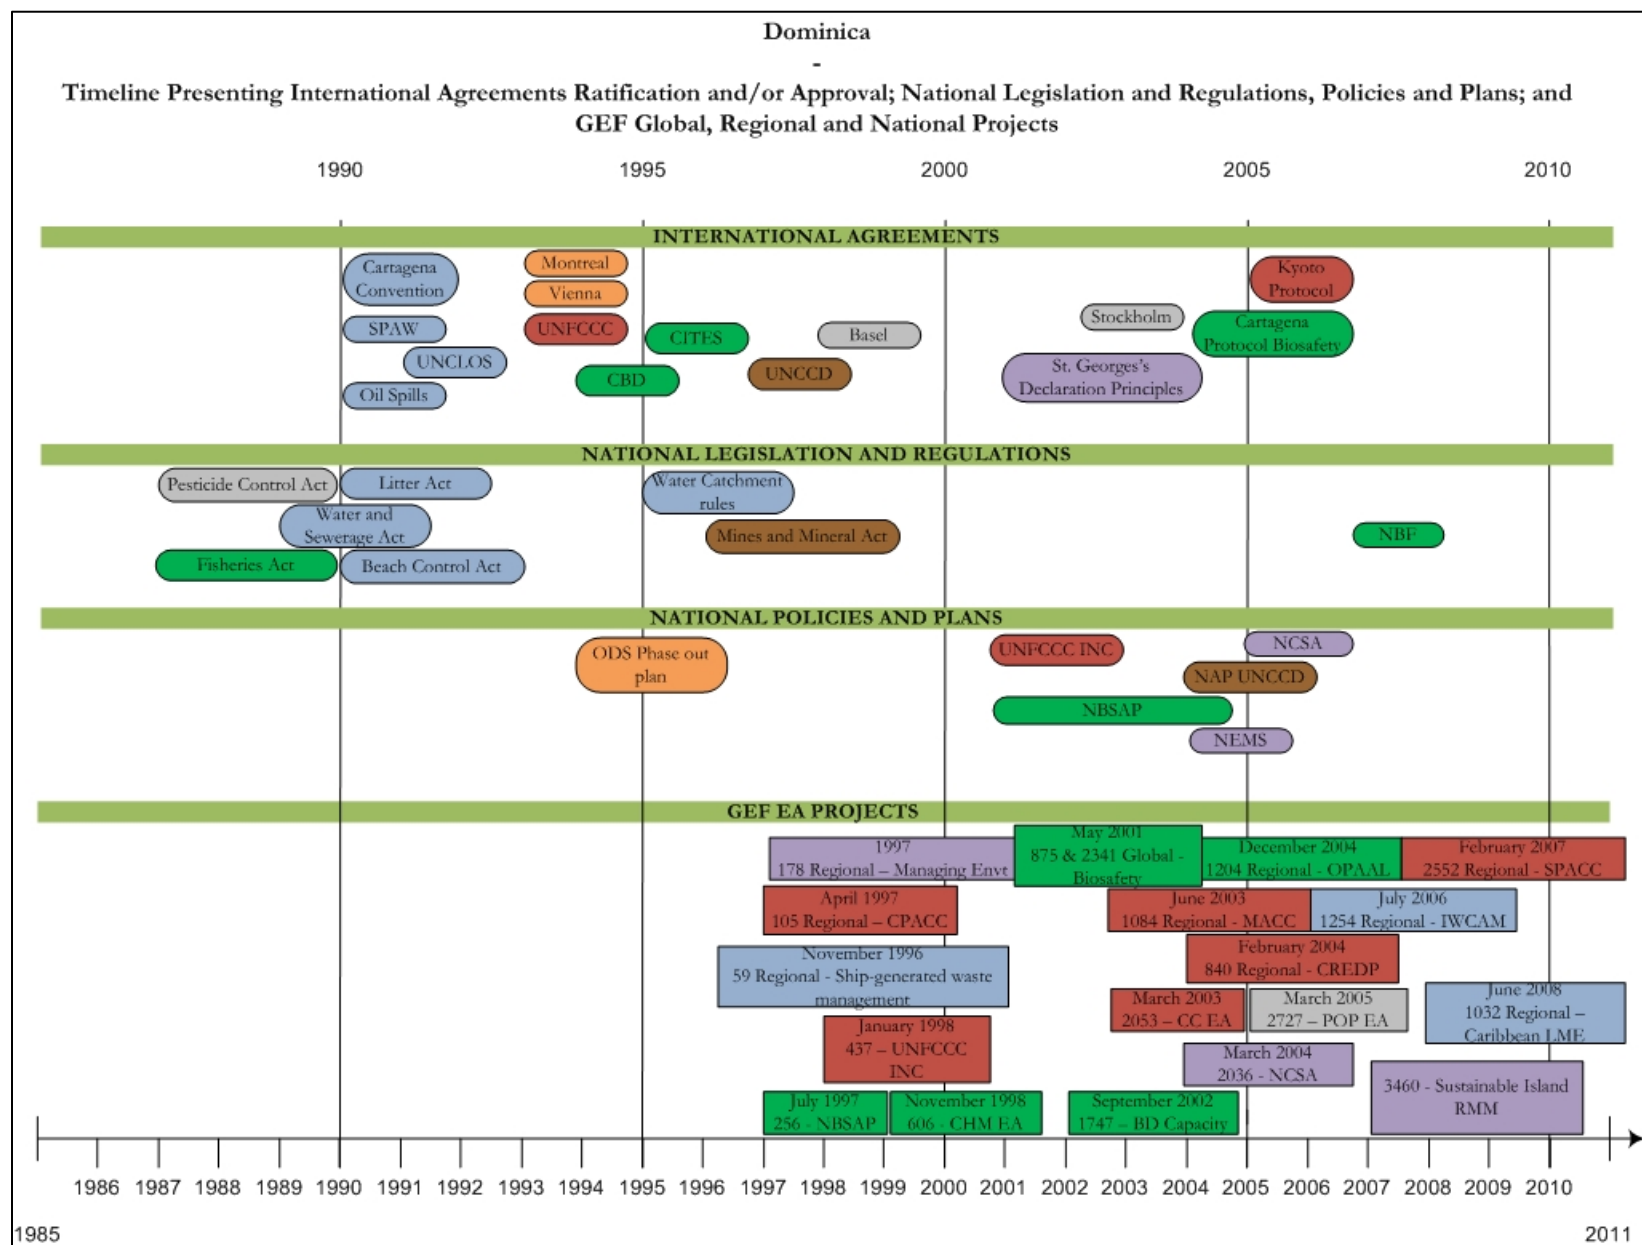 Dominica
-
Timeline Presenting International Agreements Ratification and/or Approval; National Legislation and Regulations, Policies and Plans; and
GEF Global, Regional and National Projects
1990 1995 2000 2005 2010
INTERNATIONAL AGREEMENTS
Cartagena
Convention
Montreal
Vienna
Kyoto
Protocol
SPAW
UNFCCC
CITES
Basel
Stockholm
Cartagena
Protocol Biosafety
UNCLOS
CBD
UNCCD
St. Georges's
Declaration Principles
Oil Spills
NATIONAL LEGISLATION AND REGULATIONS
Pesticide Control Act
Litter Act
Water Catchment
rules
Water and
Sewerage Act
Mines and Mineral Act
NBF
Fisheries Act
Beach Control Act
NATIONAL POLICIES AND PLANS
ODS Phase out
plan
UNFCCC INC
NCSA
NAP UNCCD
NBSAP
NEMS
GEF EA PROJECTS
1997
178 Regional – Managing Envt
May 2001
875 & 2341 Global -
Biosafety
December 2004
1204 Regional - OPAAL
February 2007
2552 Regional - SPACC
April 1997
105 Regional – CPACC
June 2003
1084 Regional - MACC
July 2006
1254 Regional - IWCAM
November 1996
59 Regional - Ship-generated waste
management
February 2004
840 Regional - CREDP
March 2003
2053 – CC EA
March 2005
2727 – POP EA
June 2008
1032 Regional –
Caribbean LME
January 1998
437 – UNFCCC
INC
March 2004
2036 - NCSA
3460 - Sustainable Island
RMM
July 1997
256 - NBSAP
November 1998
606 - CHM EA
September 2002
1747 – BD Capacity
1986 1987 1988 1989 1990 1991 1992 1993 1994 1995 1996 1997 1998 1999 2000 2001 2002 2003 2004 2005 2006 2007 2008 2009 2010
1985 2011